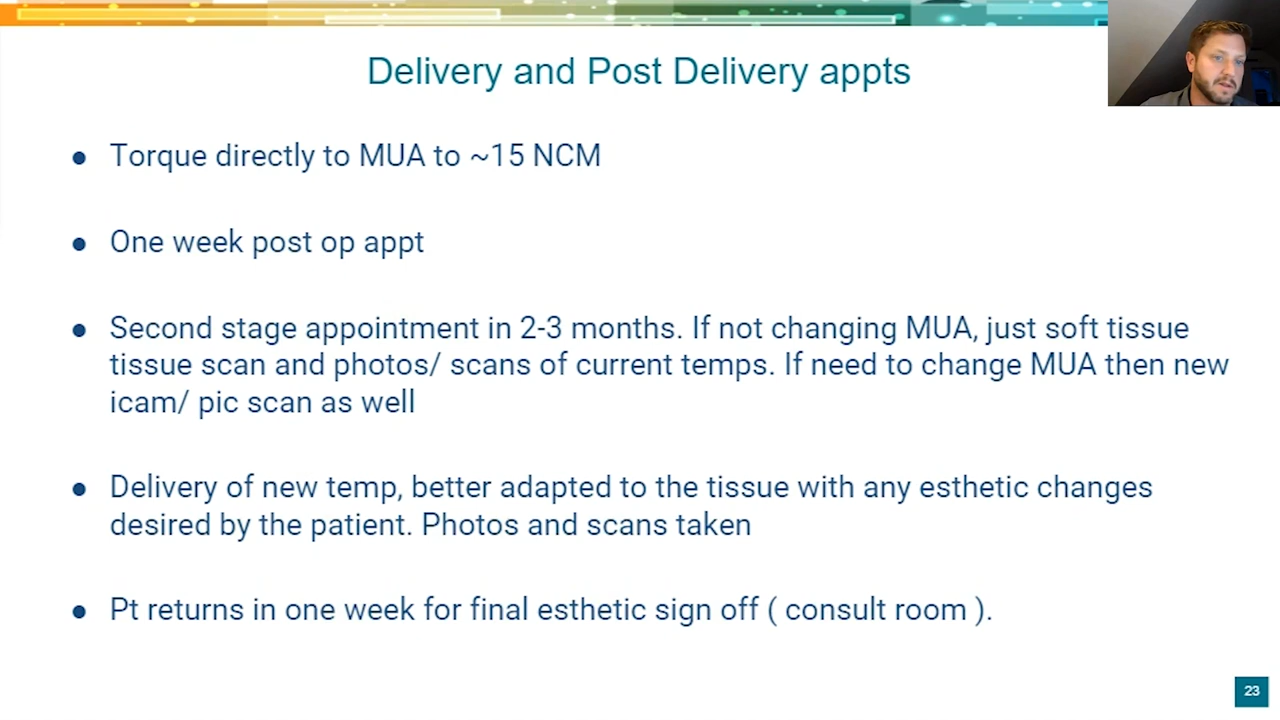 Delivery and Post Delivery appts
● Torque directly to MUA to ~15 NCM
● One week post op appt
● Second stage appointment in 2-3 months. If not changing MUA, just soft tissue
tissue scan and photos/ scans of current temps. If need to change MUA then new
icam/ pic scan as well
● Delivery of new temp, better adapted to the tissue with any esthetic changes
desired by the patient. Photos and scans taken
● Pt returns in one week for final esthetic sign off ( consult room ).
23